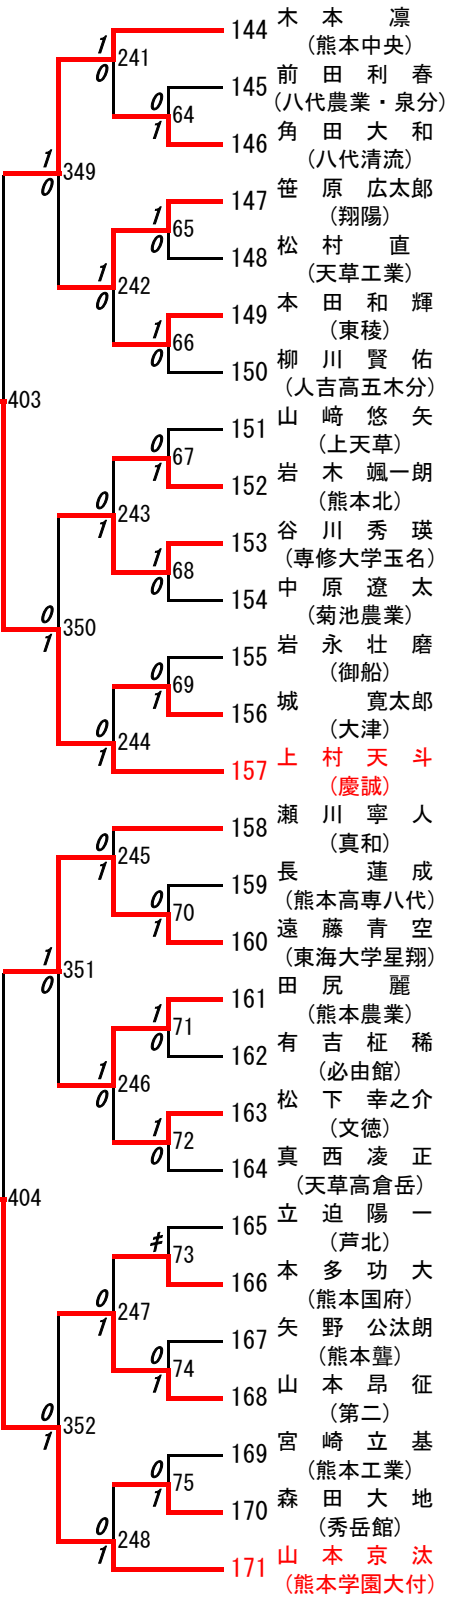 144 木本 凛
(熊本中央)
1 241
0
145 前田利春
(八代農業・泉分)
0 64
1
146 角田大和
(八代清流)
1 349
0
147 笹原広太郎
(翔陽)
1 65
0
148 松村 直
(天草工業)
1 242
0
149 本田和輝
(東稜)
1 66
0
150 柳川賢佑
(人吉高五木分)
403
151 山﨑悠矢
(上天草)
0 67
1
152 岩木颯一朗
(熊本北)
0 243
1
153 谷川秀瑛
(専修大学玉名)
1 68
0
154 中原遼太
(菊池農業)
0 350
1
155 岩永壮磨
(御船)
0 69
1
156 城 寛太郎
(大津)
0 244
1
157 上村天斗
(慶誠)
158 瀬川寧人
(真和)
0 245
1
159 長 蓮成
(熊本高専八代)
0 70
1
160 遠藤青空
(東海大学星翔)
1 351
0
161 田尻 麗
(熊本農業)
1 71
0
162 有吉柾稀
(必由館)
1 246
0
163 松下幸之介
(文徳)
1 72
0
164 真西凌正
(天草高倉岳)
404
165 立迫陽一
(芦北)
キ 73
166 本多功大
(熊本国府)
0 247
1
167 矢野公汰朗
(熊本聾)
0 74
1
168 山本昂征
(第二)
0 352
1
169 宮崎立基
(熊本工業)
0 75
1
170 森田大地
(秀岳館)
0 248
1
171 山本京汰
(熊本学園大付)